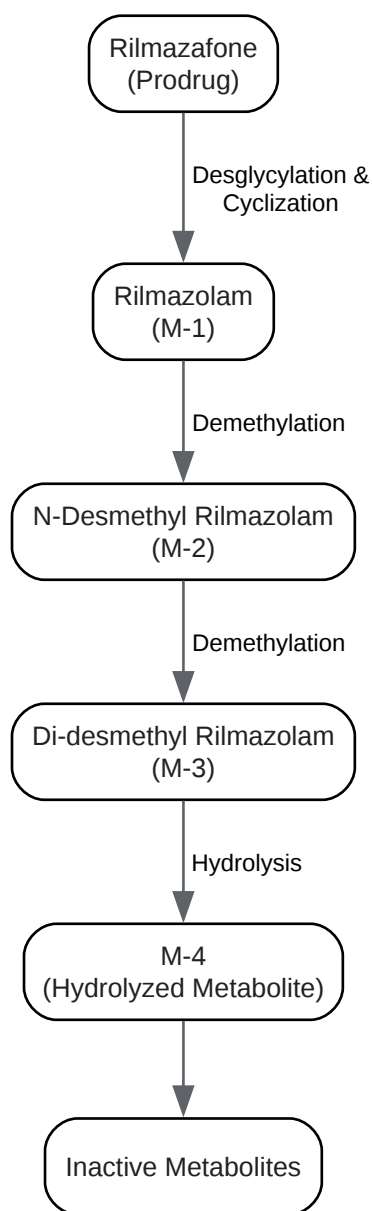 Rilmazafone
(Prodrug)
Desglycylation &
Cyclization
Rilmazolam
(M-1)
Demethylation
N-Desmethyl Rilmazolam
(M-2)
Demethylation
Di-desmethyl Rilmazolam
(M-3)
Hydrolysis
M-4
(Hydrolyzed Metabolite)
Inactive Metabolites